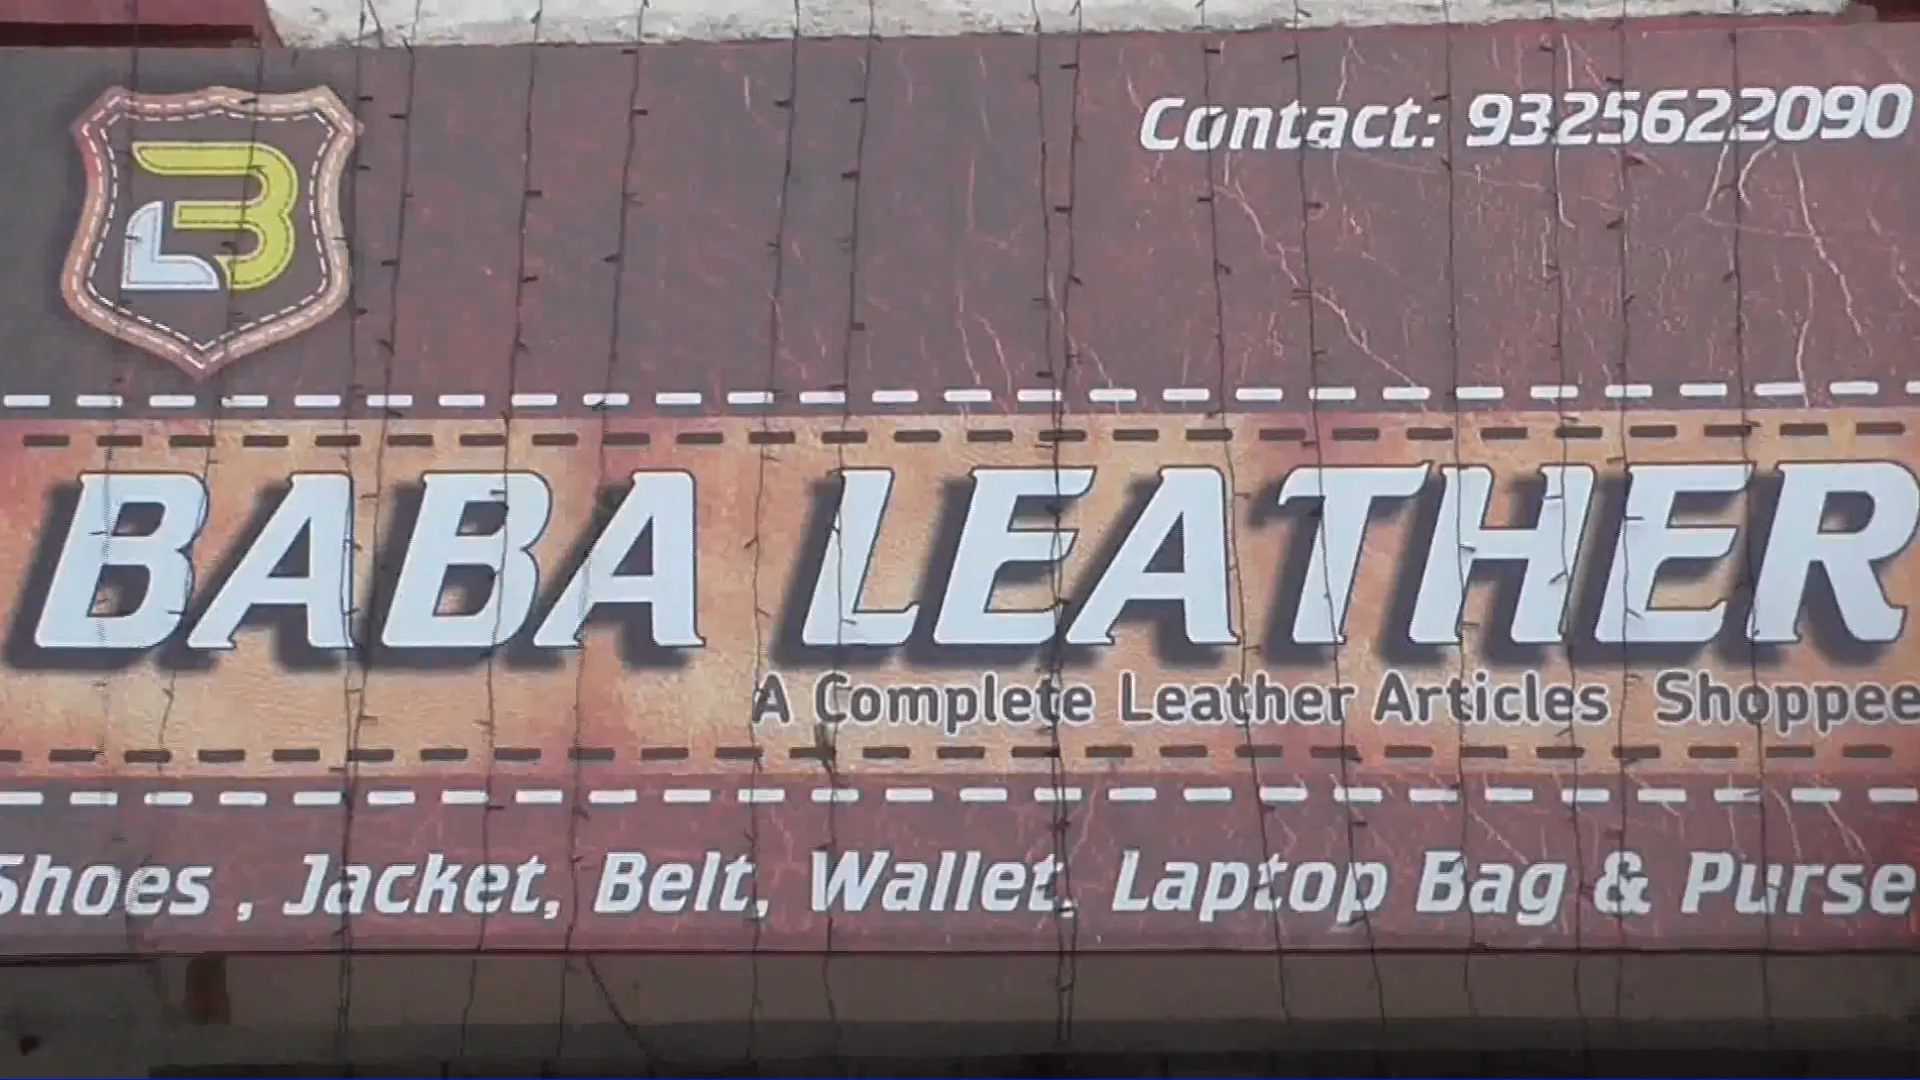 Contact: 9325622090
BABA LEATHER
A Complete Leather Articles Shoppee
Shoes , Jacket, Belt, Wallet, Laptop Bag & Purse